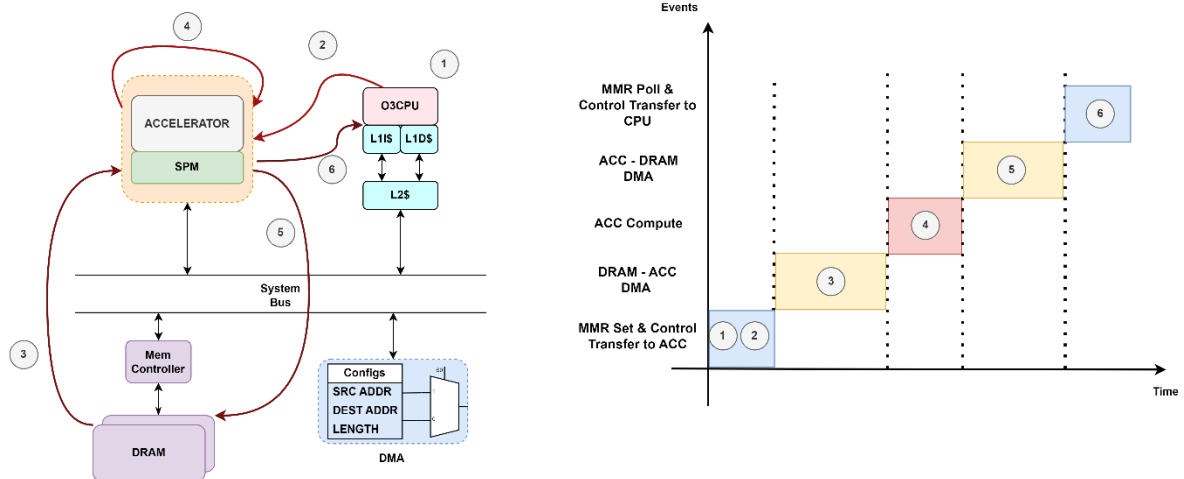 4
2
1
ACCELERATOR
SPM
O3CPU
L1I$
L1D$
6
L2$
5
System
Bus
3
Mem
Controller
DRAM
Configs
SRC ADDR
DEST ADDR
LENGTH
DMA
Events
MMR Poll &
Control Transfer to
CPU
6
ACC - DRAM
DMA
5
ACC Compute
4
DRAM - ACC
DMA
3
MMR Set & Control
Transfer to ACC
1
2
Time